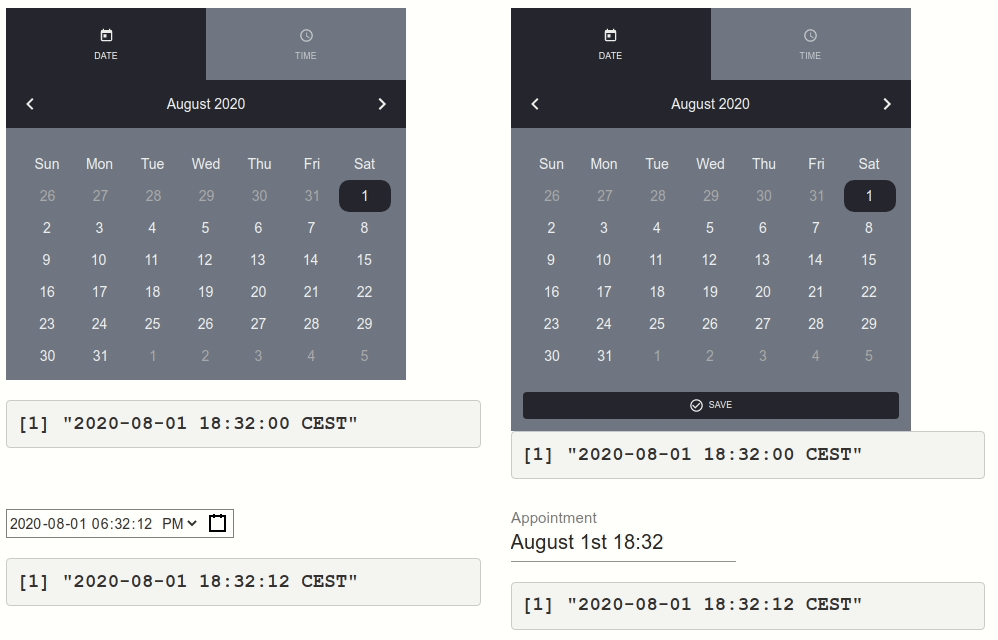 DATE TIME
August 2020
Sun Mon Tue Wed Thu Fri Sat
26 27 28 29 30 31 1
2 3 4 5 6 7 8
9 10 11 12 13 14 15
16 17 18 19 20 21 22
23 24 25 26 27 28 29
30 31 1 2 3 4 5
[1] "2020-08-01 18:32:00 CEST"
2020-08-01 06:32:12 PM
[1] "2020-08-01 18:32:12 CEST"
DATE TIME
August 2020
Sun Mon Tue Wed Thu Fri Sat
26 27 28 29 30 31 1
2 3 4 5 6 7 8
9 10 11 12 13 14 15
16 17 18 19 20 21 22
23 24 25 26 27 28 29
30 31 1 2 3 4 5
SAVE
[1] "2020-08-01 18:32:00 CEST"
Appointment
August 1st 18:32
[1] "2020-08-01 18:32:12 CEST"